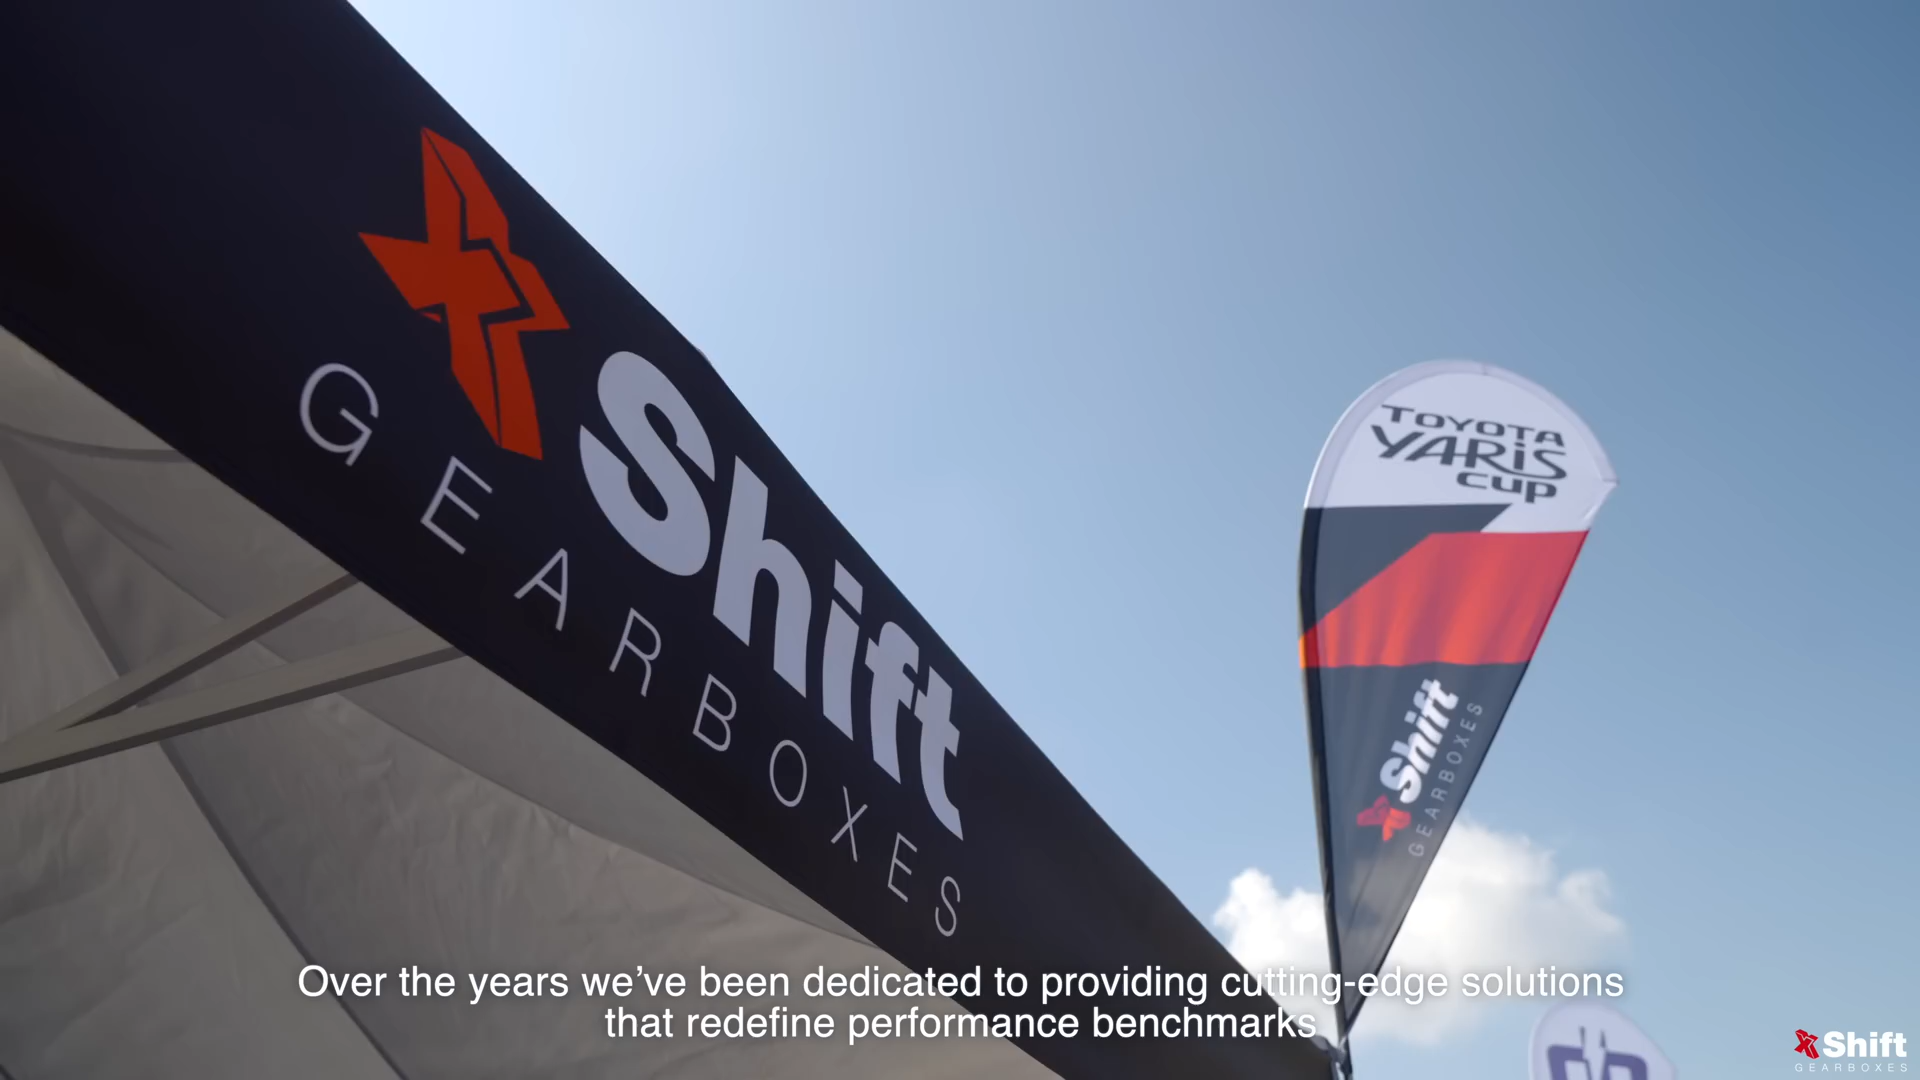 Shift
GEARBOXES
TOYOTA
YARIS
cup
Shift
GEARBOXES
Over the years we’ve been dedicated to providing cutting-edge solutions
that redefine performance benchmarks
Shift
GEARBOXES